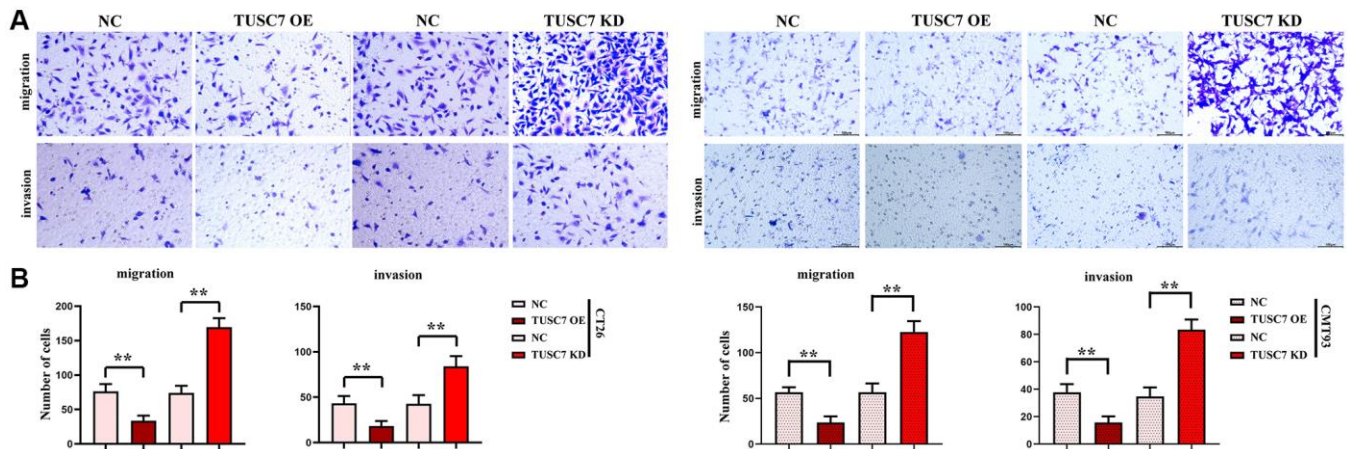 A
NC TUSC7 OE NC TUSC7 KD
NC TUSC7 OE NC TUSC7 KD
migration
invasion
migration
invasion
B
migration
Number of cells
200
150
100
50
0
**
**
invasion
150
100
50
0
**
**
NC
TUSC7 OE
NC
TUSC7 KD
CT26
migration
Number of cells
150
100
50
0
**
**
invasion
100
80
60
40
20
0
**
**
NC
TUSC7 OE
NC
TUSC7 KD
CMT93